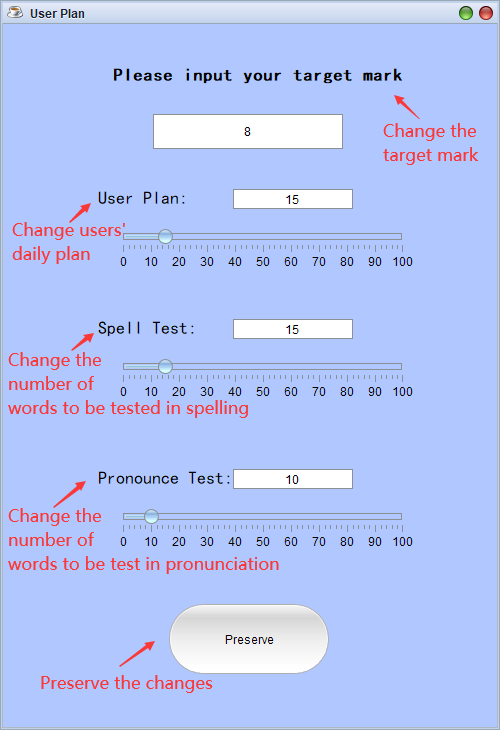 User Plan
Please input your target mark
8
Change the
target mark
User Plan:
15
Change users'
daily plan
0 10 20 30 40 50 60 70 80 90 100
Spell Test:
15
Change the
number of
words to be tested in spelling
0 10 20 30 40 50 60 70 80 90 100
Pronounce Test:
10
Change the
number of
words to be test in pronunciation
0 10 20 30 40 50 60 70 80 90 100
Preserve
Preserve the changes